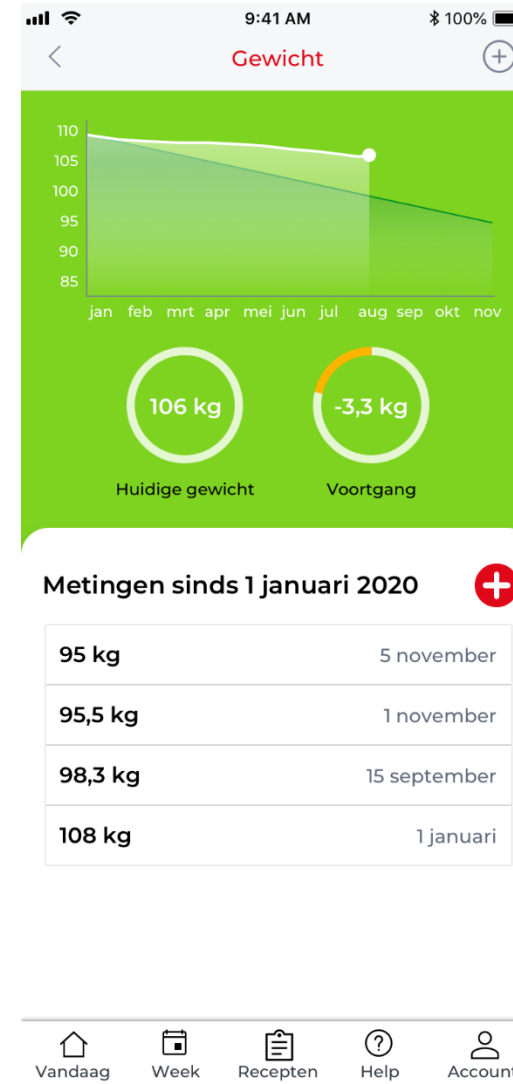 9:41 AM
100%
Gewicht
110
105
100
95
90
85
jan feb mrt apr mei jun jul aug sep okt nov
106 kg
-3,3 kg
Huidige gewicht
Voortgang
Metingen sinds 1 januari 2020
95 kg 5 november
95,5 kg 1 november
98,3 kg 15 september
108 kg 1 januari
Vandaag Week Recepten Help Account